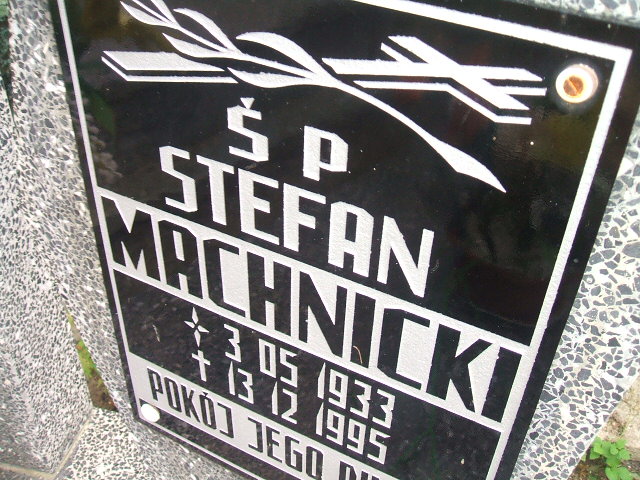 Ś P
STEFAN
MACHNICKI
3 05 1933
13 12 1995
POKÓJ JEGO